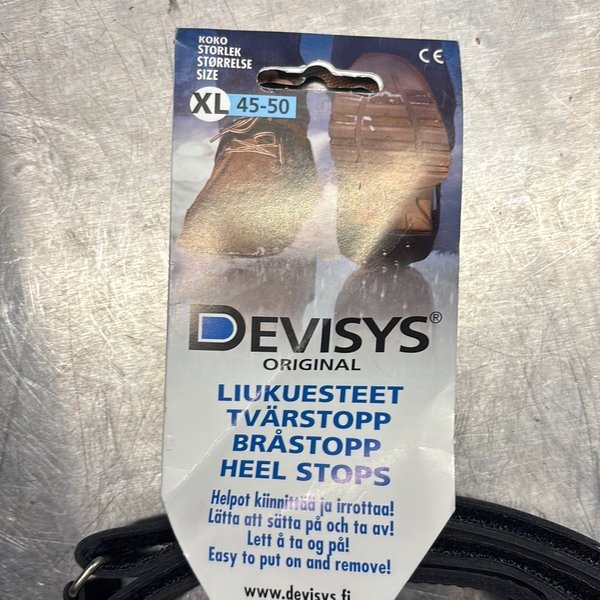 KOKO
STORLEK
STØRRELSE
SIZE
CE
XL 45-50
DEVISYS®
ORIGINAL
LIUKUESTEET
TVÄRSTOPP
BRÅSTOPP
HEEL STOPS
Helpot kiinnittää ja irrottaa!
Lätta att sätta på och ta av!
Lett å ta og på!
Easy to put on and remove!
www.devisys.fi